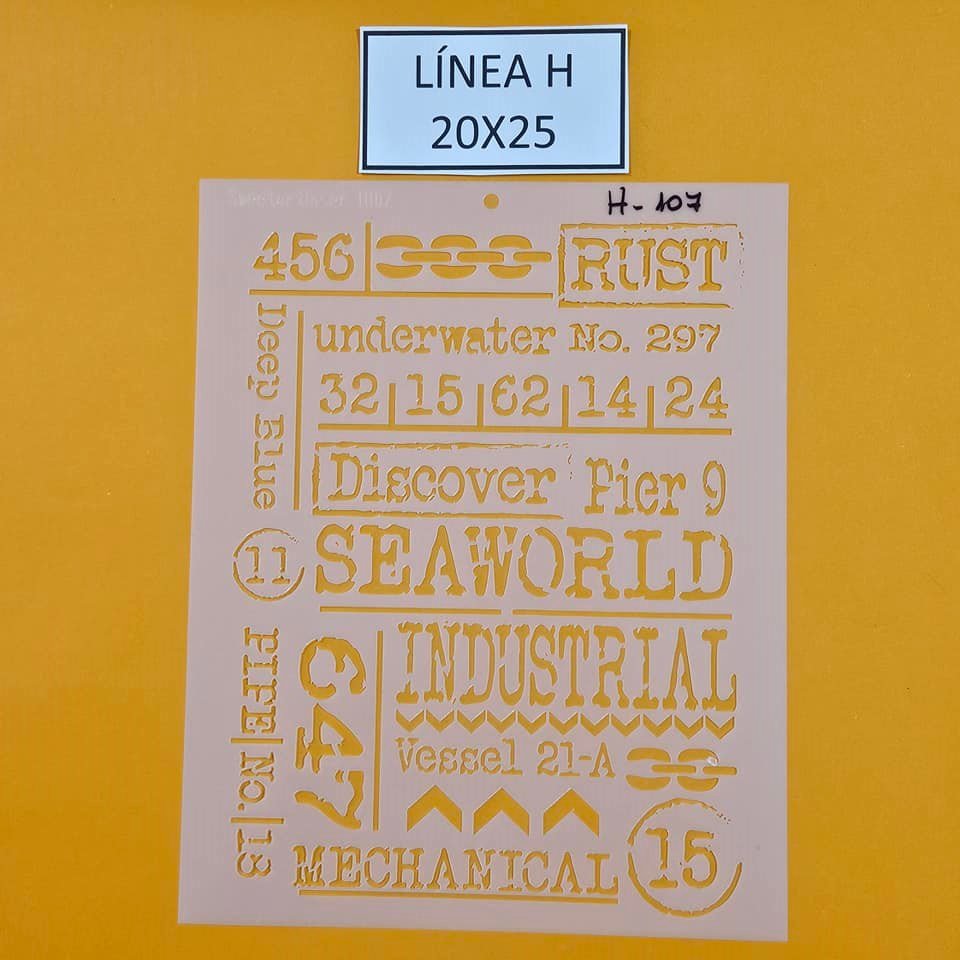 LÍNEA H
20X25
H-107
456
RUST
Deep Blue
underwater No. 297
32|15|62|14|24
Discover
Pier 9
11
SEAWORLD
INDUSTRIAL
647
Vessel 21-A
PIPE|No.|13
15
MECHANICAL